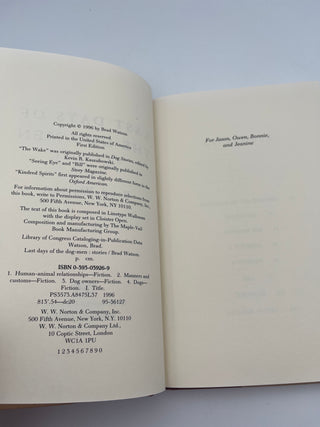 Copyright © 1996 by Brad Watson.
All rights reserved
Printed in the United States of America
First Edition
"The Wake" was originally published in Dog Stories, edited by
Kevin R. Kaszubowski.
"Seeing Eye" and "Bill" were originally published in
Story Magazine.
"Kindred Spirits" first appeared in slightly different form in the
Oxford American.
For information about permission to reproduce selections from
this book, write to Permissions, W. W. Norton & Company, Inc.,
500 Fifth Avenue, New York, NY 10110.
The text of this book is composed in Linotype Walbaum
with the display set in Cloister Open.
Composition and manufacturing by The Maple-Vail
Book Manufacturing Group.
Library of Congress Cataloging-in-Publication Data
Watson, Brad.
Last days of the dog-men : stories / Brad Watson.
p. cm.
ISBN 0-393-03926-9
1. Human-animal relationships—Fiction. 2. Manners and
customs—Fiction. 3. Dog owners—Fiction. 4. Dogs—
Fiction. I. Title.
PS3573.A8475L37 1996
813'.54—dc20 95-36127
W. W. Norton & Company, Inc.
500 Fifth Avenue, New York, N.Y. 10110
W. W. Norton & Company Ltd.,
10 Coptic Street, London
WC1A 1PU
1 2 3 4 5 6 7 8 9 0
For Jason, Owen, Bonnie,
and Jeanine